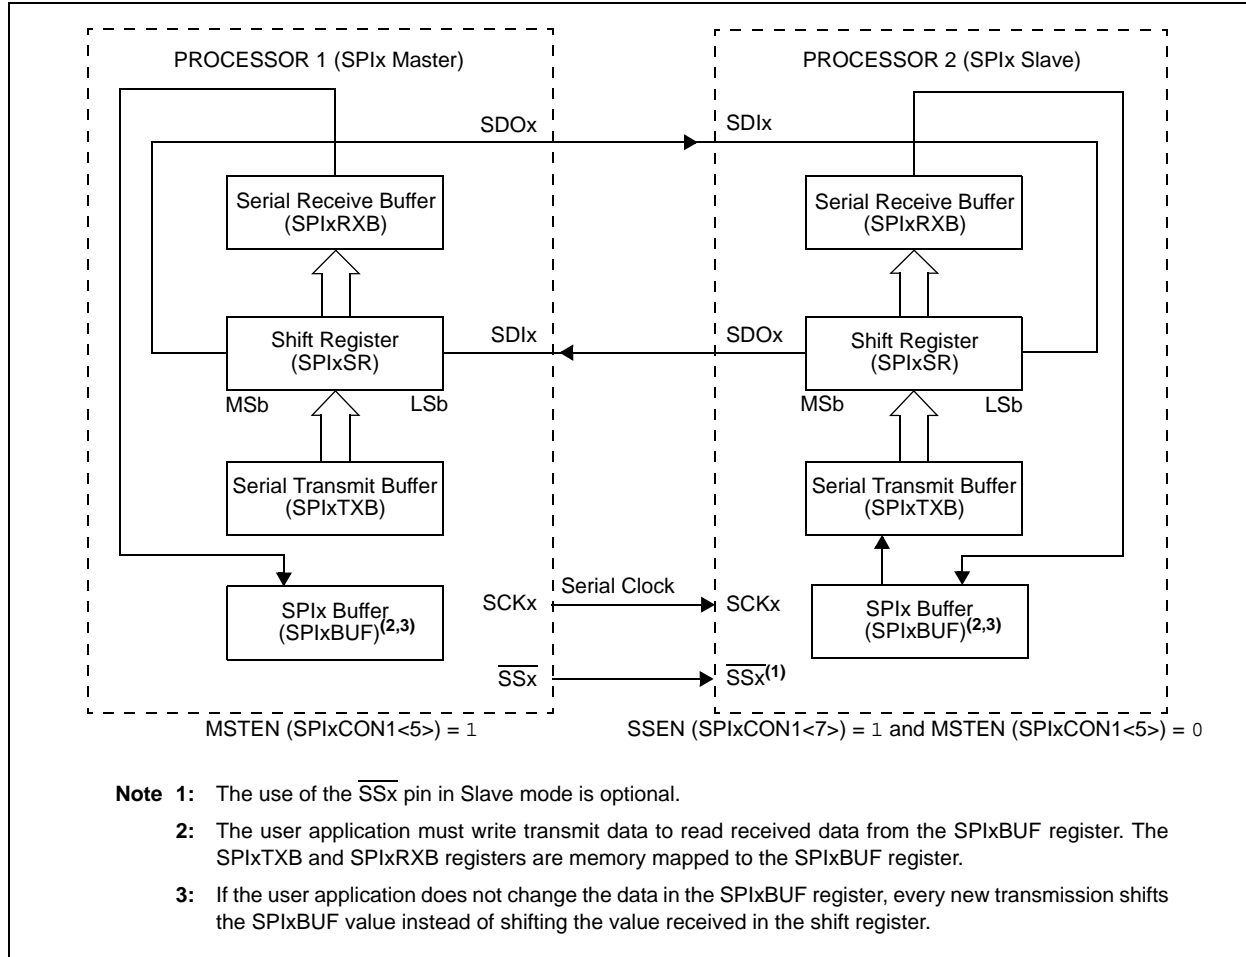 PROCESSOR 1 (SPIx Master)
PROCESSOR 2 (SPIx Slave)
SDOx
SDIx
Serial Receive Buffer
(SPIxRXB)
Serial Receive Buffer
(SPIxRXB)
Shift Register
(SPIxSR)
SDIx
SDOx
Shift Register
(SPIxSR)
MSb
LSb
MSb
LSb
Serial Transmit Buffer
(SPIxTXB)
Serial Transmit Buffer
(SPIxTXB)
SPIx Buffer
(SPIxBUF)(2,3)
SCKx
Serial Clock
SCKx
SPIx Buffer
(SPIxBUF)(2,3)
SSx
SSx(1)
MSTEN (SPIxCON1<5>) = 1
SSEN (SPIxCON1<7>) = 1 and MSTEN (SPIxCON1<5>) = 0
Note 1: The use of the SSx pin in Slave mode is optional.
2: The user application must write transmit data to read received data from the SPIxBUF register. The
SPIxTXB and SPIxRXB registers are memory mapped to the SPIxBUF register.
3: If the user application does not change the data in the SPIxBUF register, every new transmission shifts
the SPIxBUF value instead of shifting the value received in the shift register.